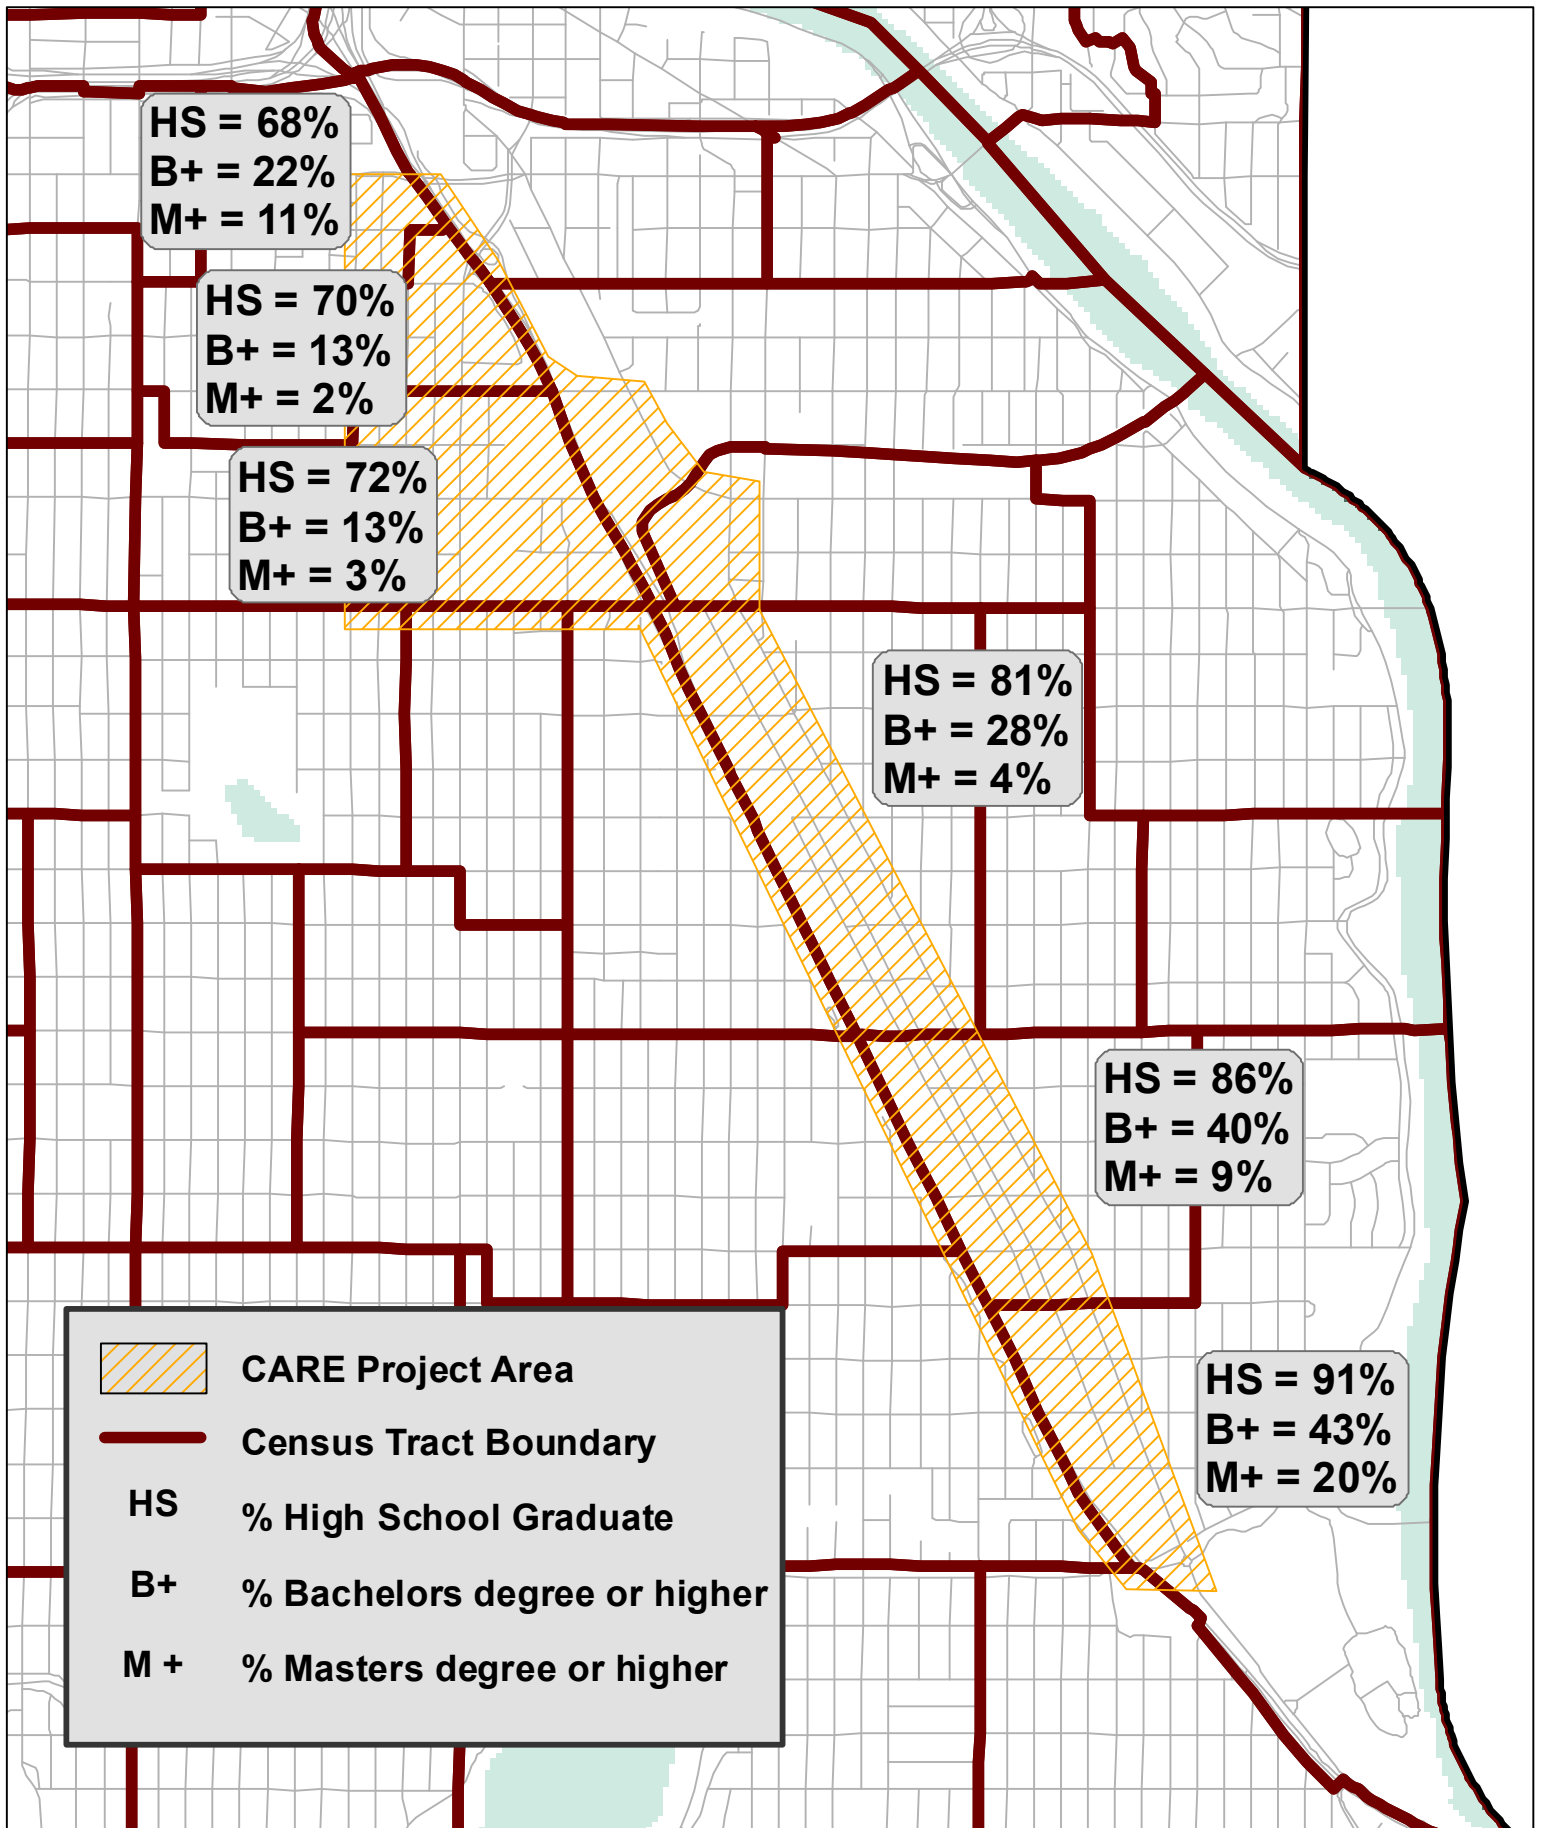 HS = 68%
B+ = 22%
M+ = 11%
HS = 70%
B+ = 13%
M+ = 2%
HS = 72%
B+ = 13%
M+ = 3%
HS = 81%
B+ = 28%
M+ = 4%
HS = 86%
B+ = 40%
M+ = 9%
HS = 91%
B+ = 43%
M+ = 20%
CARE Project Area
Census Tract Boundary
HS % High School Graduate
B+ % Bachelors degree or higher
M + % Masters degree or higher